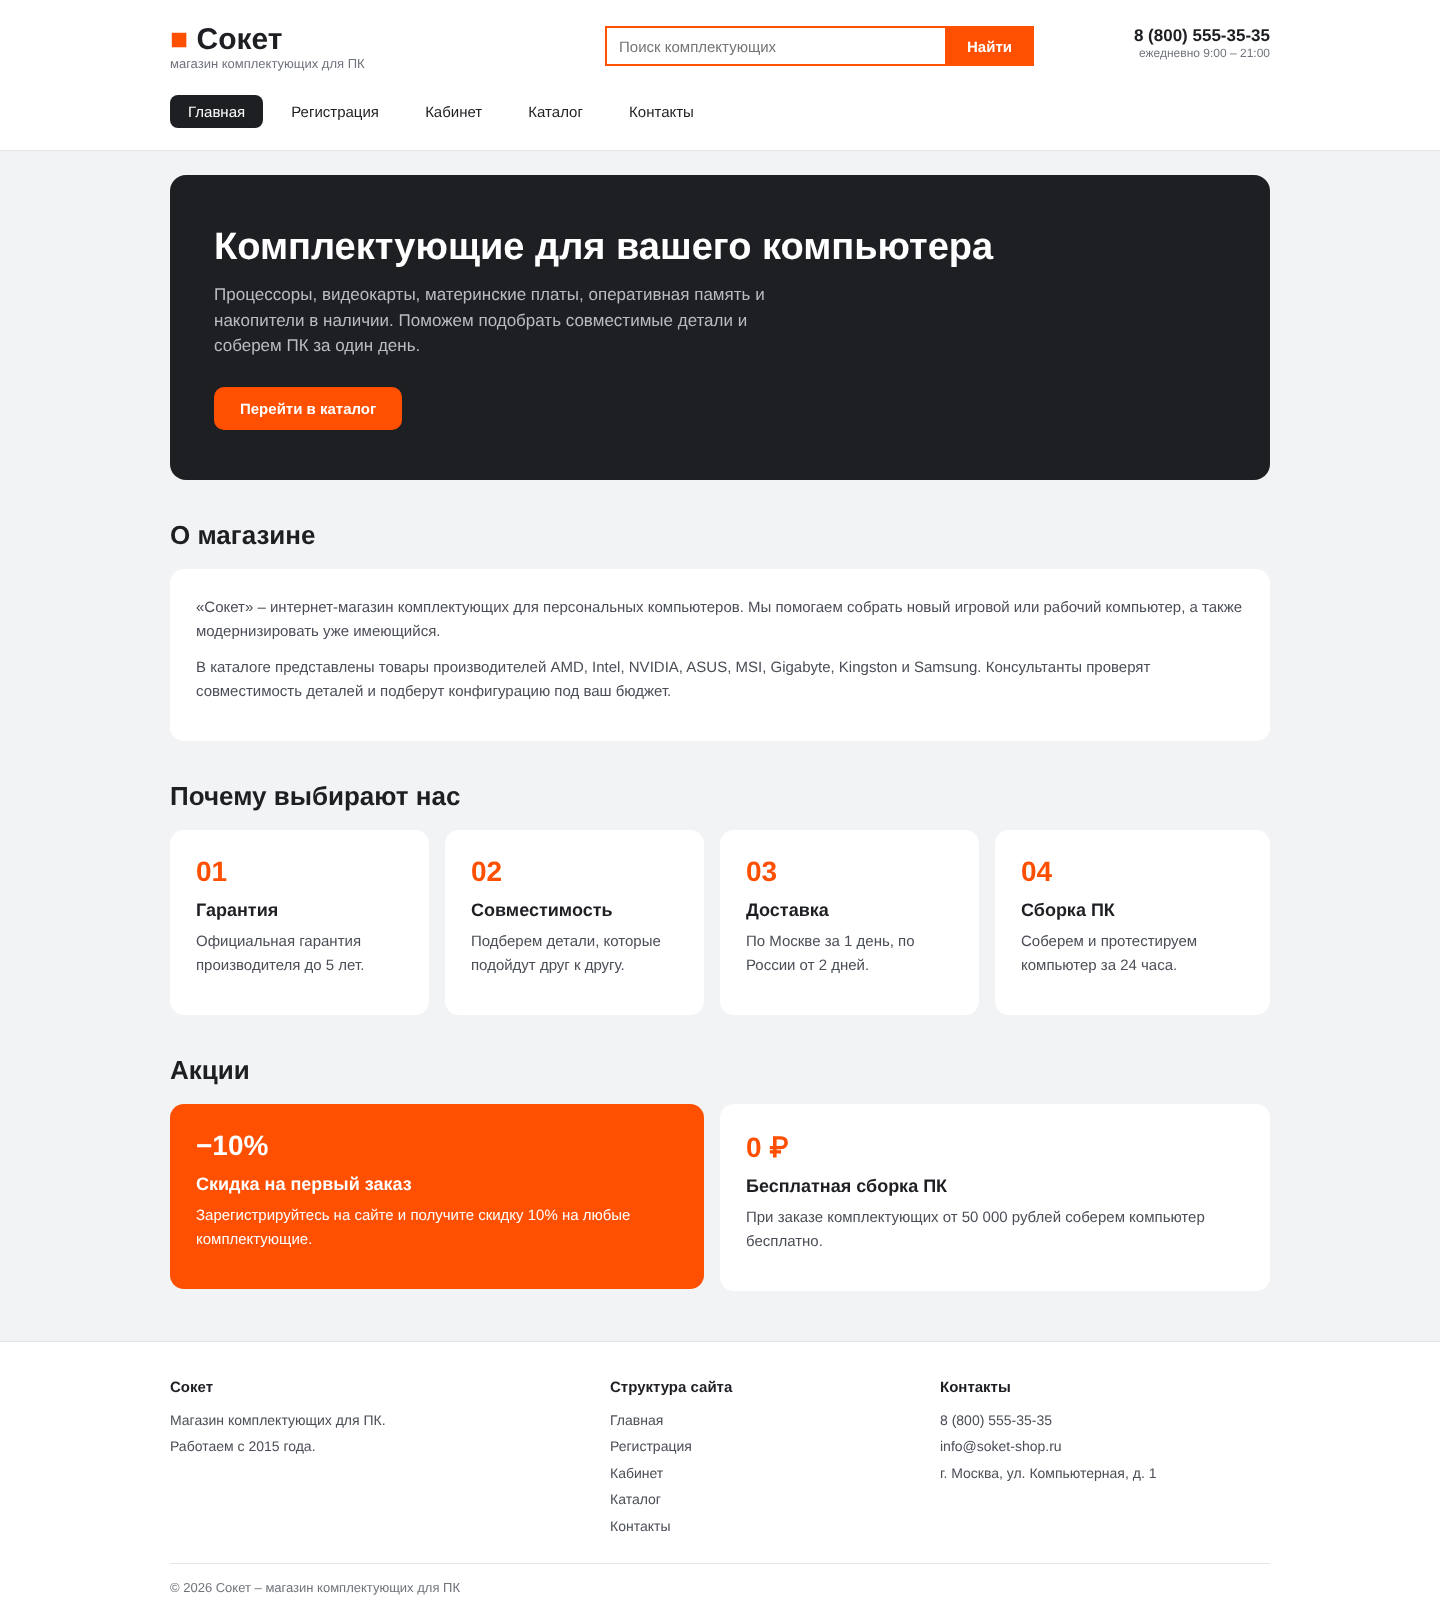 Сокет
магазин комплектующих для ПК
Поиск комплектующих
Найти
8 (800) 555-35-35
ежедневно 9:00 – 21:00
Главная
Регистрация
Кабинет
Каталог
Контакты
Комплектующие для вашего компьютера
Процессоры, видеокарты, материнские платы, оперативная память и
накопители в наличии. Поможем подобрать совместимые детали и
соберем ПК за один день.
Перейти в каталог
О магазине
«Сокет» – интернет-магазин комплектующих для персональных компьютеров. Мы помогаем собрать новый игровой или рабочий компьютер, а также
модернизировать уже имеющийся.
В каталоге представлены товары производителей AMD, Intel, NVIDIA, ASUS, MSI, Gigabyte, Kingston и Samsung. Консультанты проверят
совместимость деталей и подберут конфигурацию под ваш бюджет.
Почему выбирают нас
01
Гарантия
Официальная гарантия
производителя до 5 лет.
02
Совместимость
Подберем детали, которые
подойдут друг к другу.
03
Доставка
По Москве за 1 день, по
России от 2 дней.
04
Сборка ПК
Соберем и протестируем
компьютер за 24 часа.
Акции
−10%
Скидка на первый заказ
Зарегистрируйтесь на сайте и получите скидку 10% на любые
комплектующие.
0 ₽
Бесплатная сборка ПК
При заказе комплектующих от 50 000 рублей соберем компьютер
бесплатно.
Сокет
Магазин комплектующих для ПК.
Работаем с 2015 года.
Структура сайта
Главная
Регистрация
Кабинет
Каталог
Контакты
Контакты
8 (800) 555-35-35
info@soket-shop.ru
г. Москва, ул. Компьютерная, д. 1
© 2026 Сокет – магазин комплектующих для ПК